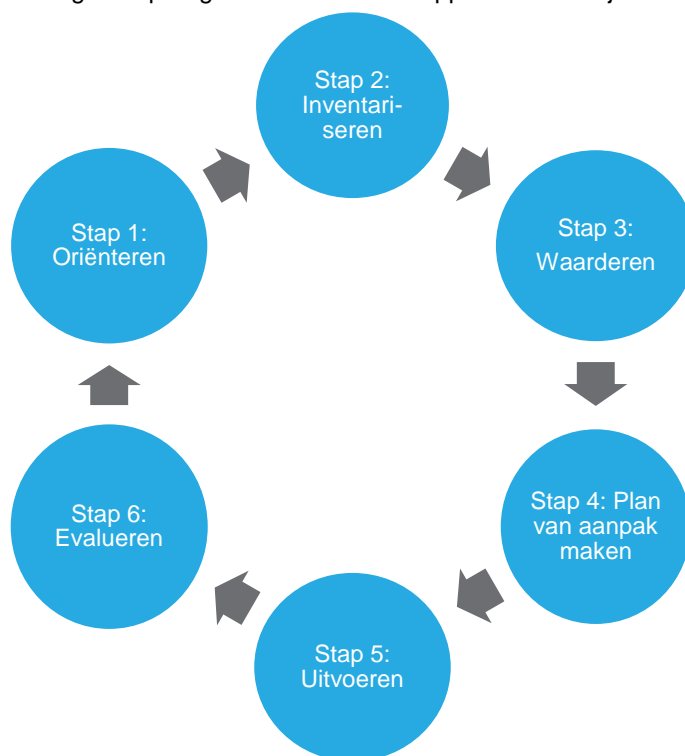 Stap 1:
Oriënteren
Stap 2:
Inventari-
seren
Stap 3:
Waarderen
Stap 4: Plan
van aanpak
maken
Stap 5:
Uitvoeren
Stap 6:
Evalueren